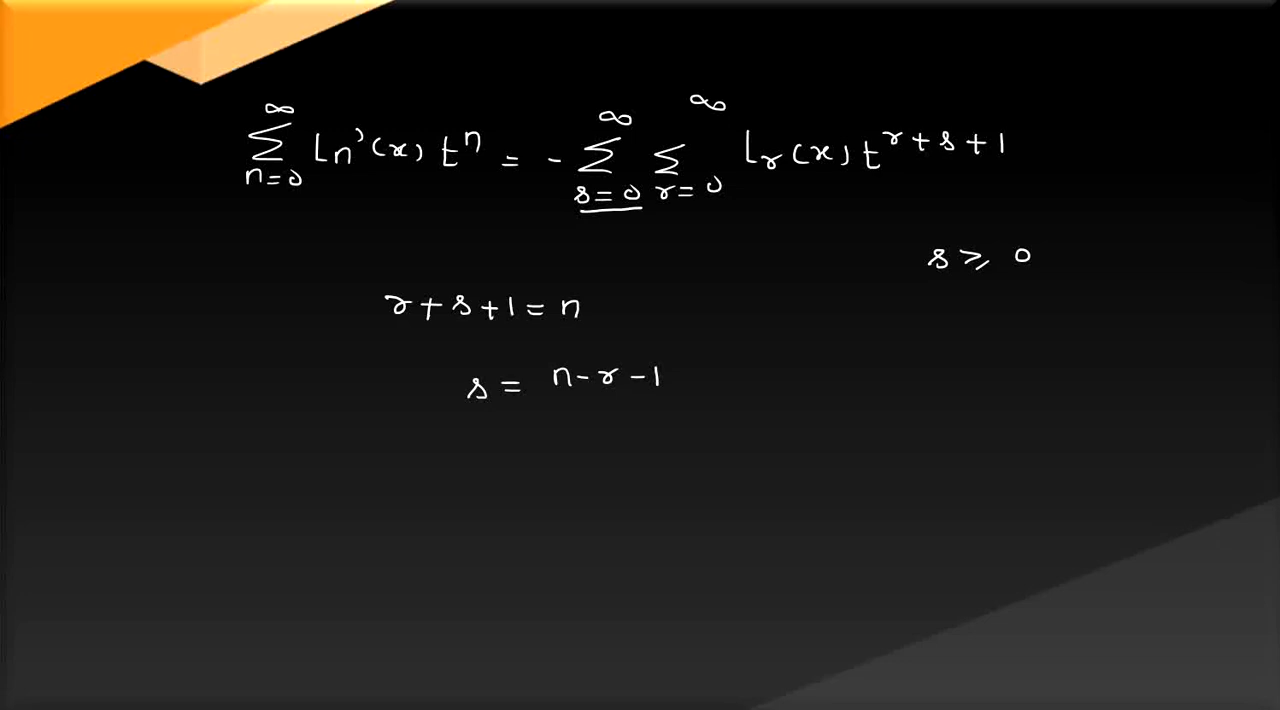 ∞ ∑ n=0 Ln'(x) t^n = - ∞ ∑ s=0 ∞ ∑ r=0 Lr(x) t^r+s+1
s ≥ 0
r + s + 1 = n
s = n - r - 1